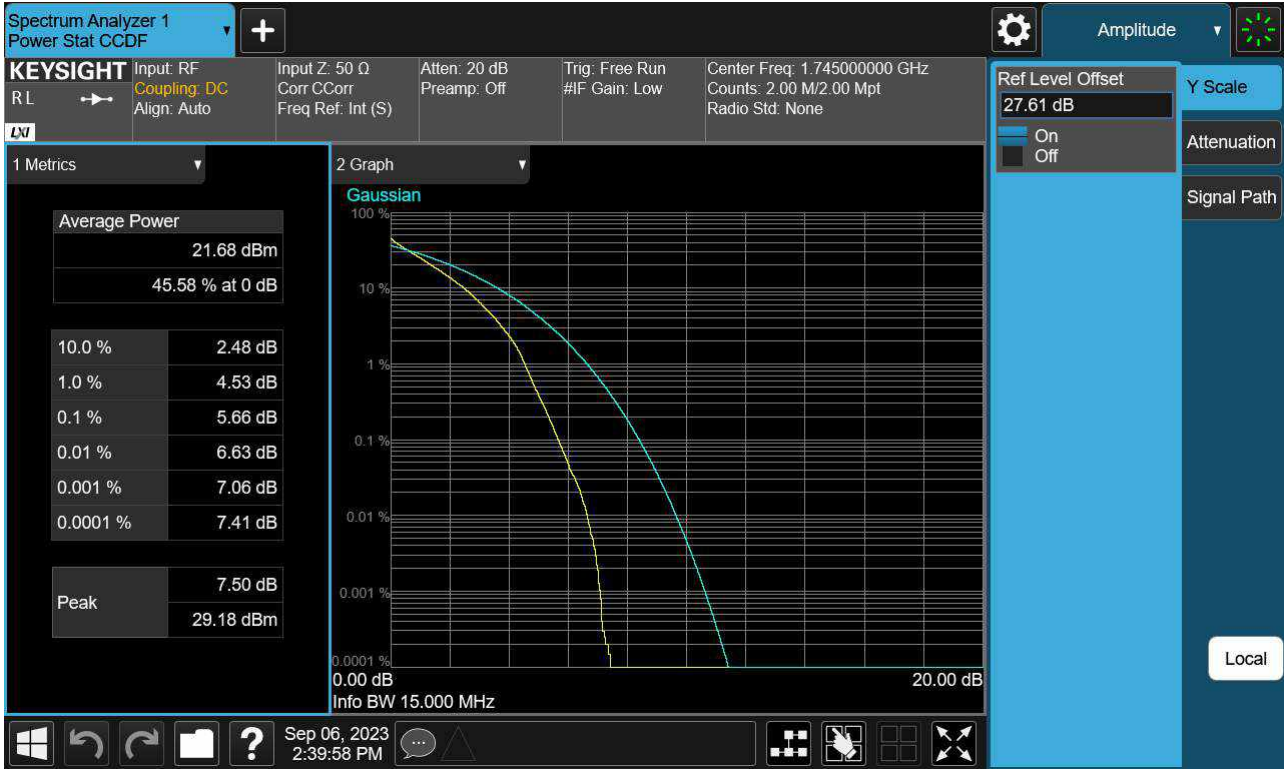 Spectrum Analyzer 1
Power Stat CCDF
Amplitude
KEYSIGHT
RL
LXI
Input: RF
Coupling: DC
Align: Auto
Input Z: 50 Ω
Corr CCorr
Freq Ref: Int (S)
Atten: 20 dB
Preamp: Off
Trig: Free Run
#IF Gain: Low
Center Freq: 1.745000000 GHz
Counts: 2.00 M/2.00 Mpt
Radio Std: None
Ref Level Offset
27.61 dB
On
Off
Y Scale
Attenuation
Signal Path
Local
1 Metrics
Average Power
21.68 dBm
45.58 % at 0 dB
10.0 % 2.48 dB
1.0 % 4.53 dB
0.1 % 5.66 dB
0.01 % 6.63 dB
0.001 % 7.06 dB
0.0001 % 7.41 dB
Peak
7.50 dB
29.18 dBm
2 Graph
Gaussian
100 %
10 %
1 %
0.1 %
0.01 %
0.001 %
0.0001 %
0.00 dB 20.00 dB
Info BW 15.000 MHz
?
Sep 06, 2023
2:39:58 PM